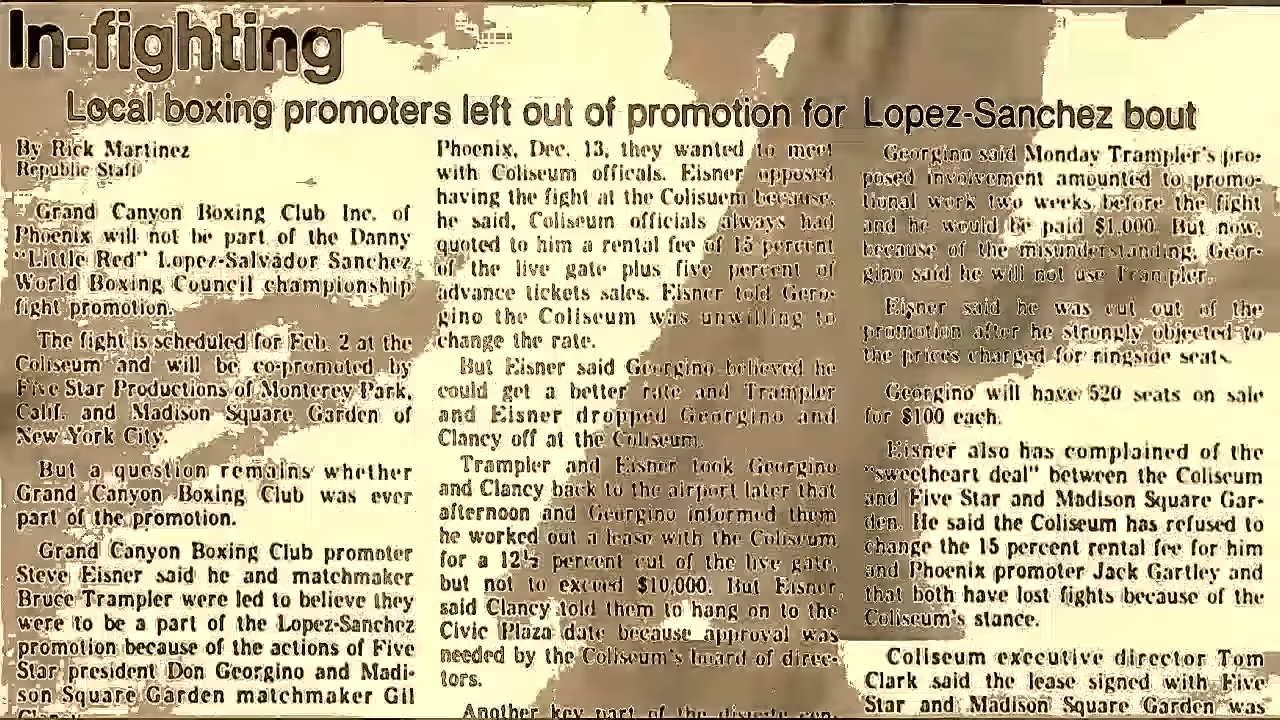 In-fighting
Local boxing promoters left out of promotion for Lopez-Sanchez bout
By Rick Martinez
Republic Staff
Grand Canyon Boxing Club Inc. of
Phoenix will not be part of the Danny
"Little Red" Lopez-Salvador Sanchez
World Boxing Council championship
fight promotion.
The fight is scheduled for Feb. 2 at the
Coliseum and will be co-promoted by
Five Star Productions of Monterey Park,
Calif. and Madison Square Garden of
New York City.
But a question remains whether
Grand Canyon Boxing Club was ever
part of the promotion.
Grand Canyon Boxing Club promoter
Steve Eisner said he and matchmaker
Bruce Trampler were led to believe they
were to be a part of the Lopez-Sanchez
promotion because of the actions of Five
Star president Don Georgino and Madi-
son Square Garden matchmaker Gil
Phoenix, Dec. 13, they wanted to meet
with Coliseum officals. Eisner opposed
having the fight at the Colisuem because,
he said, Coliseum officials always had
quoted to him a rental fee of 15 percent
of the live gate plus five percent of
advance tickets sales. Eisner told Gero-
gino the Coliseum was unwilling to
change the rate.
But Eisner said Georgino believed he
could get a better rate and Trampler
and Eisner dropped Georgino and
Clancy off at the Coliseum.
Trampler and Eisner took Georgino
and Clancy back to the airport later that
afternoon and Georgino informed them
he worked out a lease with the Coliseum
for a 12½ percent cut of the live gate,
but not to exceed $10,000. But Eisner
said Clancy told them to hang on to the
Civic Plaza date because approval was
needed by the Coliseum's board of direc-
tors.
Another key part of the dispute
Georgino said Monday Trampler's pro-
posed involvement amounted to promo-
tional work two weeks before the fight
and he would be paid $1,000. But now,
because of the misunderstanding, Geor-
gino said he will not use Trampler.
Eisner said he was cut out of the
promotion after he strongly objected to
the prices charged for ringside seats.
Georgino will have 520 seats on sale
for $100 each.
Eisner also has complained of the
"sweetheart deal" between the Coliseum
and Five Star and Madison Square Gar-
den. He said the Coliseum has refused to
change the 15 percent rental fee for him
and Phoenix promoter Jack Gartley and
that both have lost fights because of the
Coliseum's stance.
Coliseum executive director Tom
Clark said the lease signed with Five
Star and Madison Square Garden was